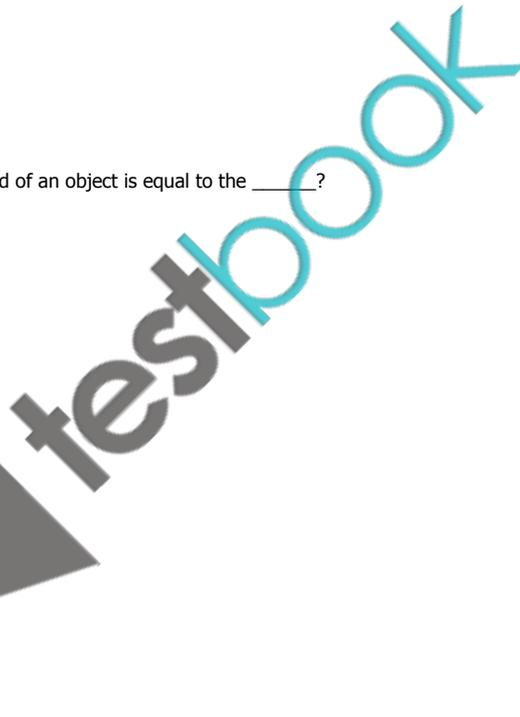 d of an object is equal to the ______?
testbook